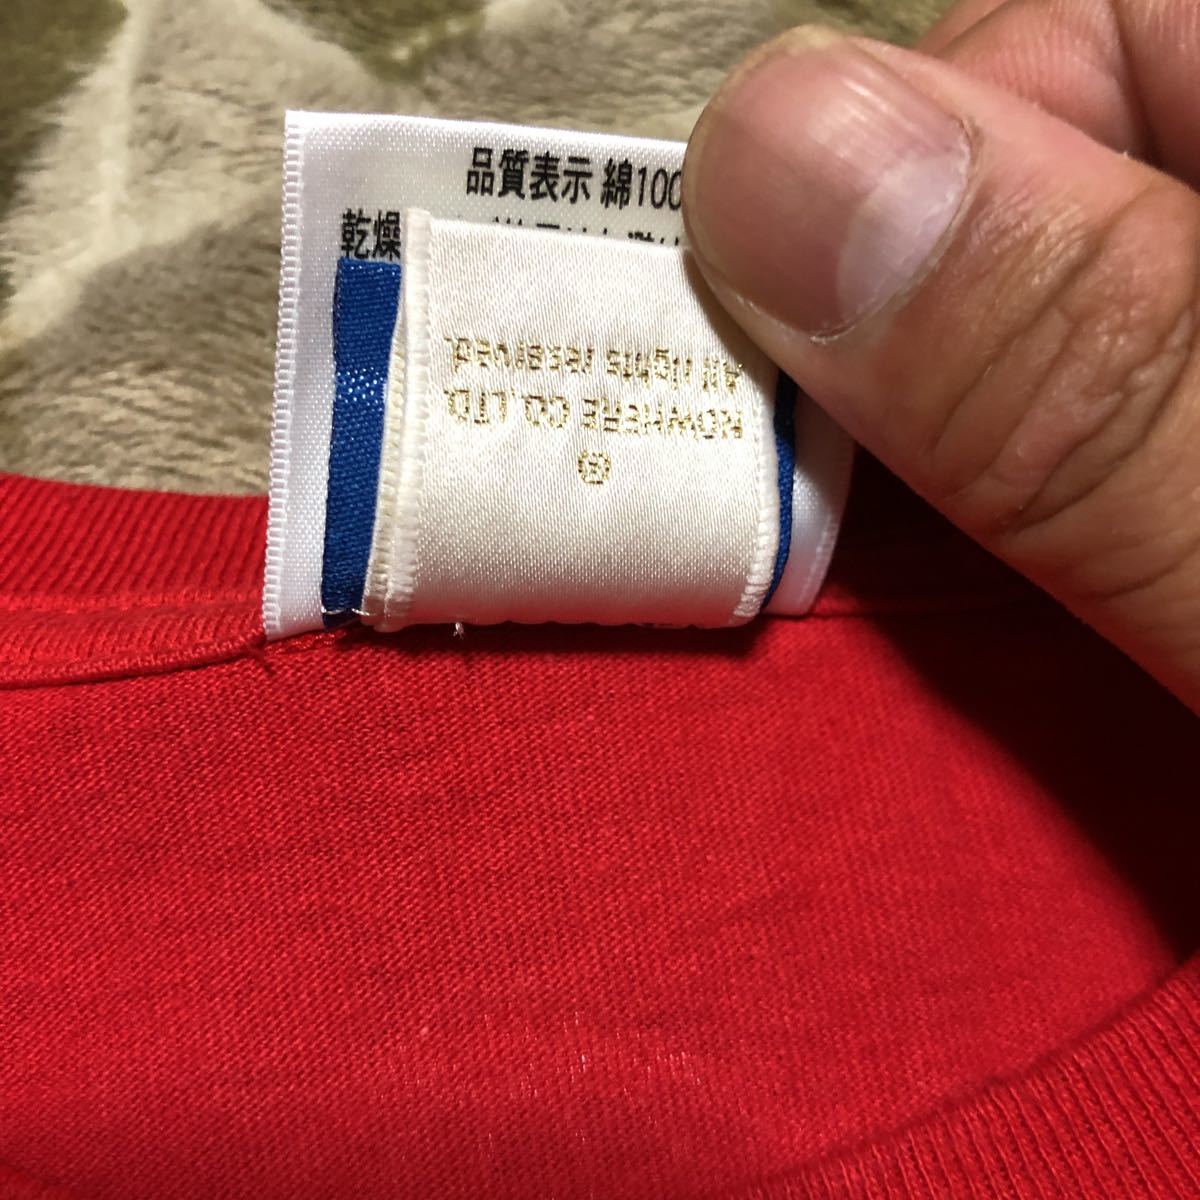 品質表示 綿100
乾燥
®
NOWHERE CO.,LTD.
All rights reserved.